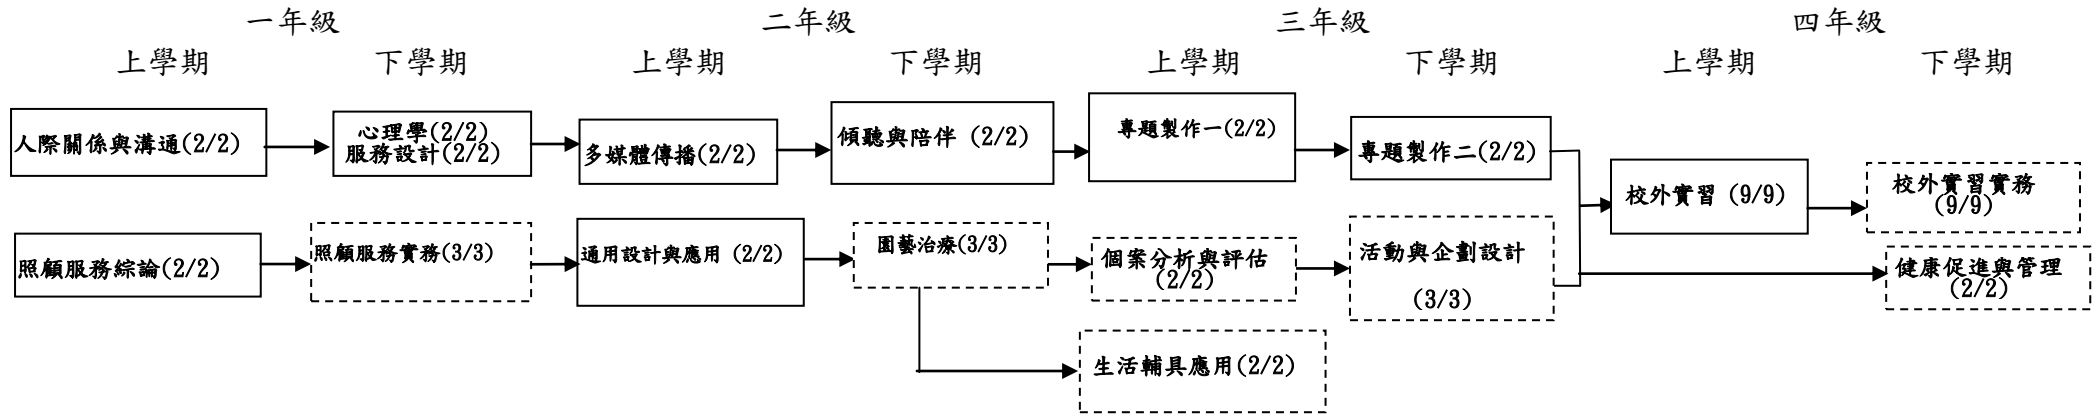 一年級
二年級
三年級
四年級
上學期
下學期
上學期
下學期
上學期
下學期
上學期
下學期
人際關係與溝通(2/2)
心理學(2/2)
服務設計(2/2)
多媒體傳播(2/2)
傾聽與陪伴 (2/2)
專題製作一(2/2)
專題製作二(2/2)
校外實習 (9/9)
校外實習實務
(9/9)
照顧服務綜論(2/2)
照顧服務實務(3/3)
通用設計與應用 (2/2)
園藝治療(3/3)
個案分析與評估
(2/2)
活動與企劃設計
(3/3)
健康促進與管理
(2/2)
生活輔具應用(2/2)